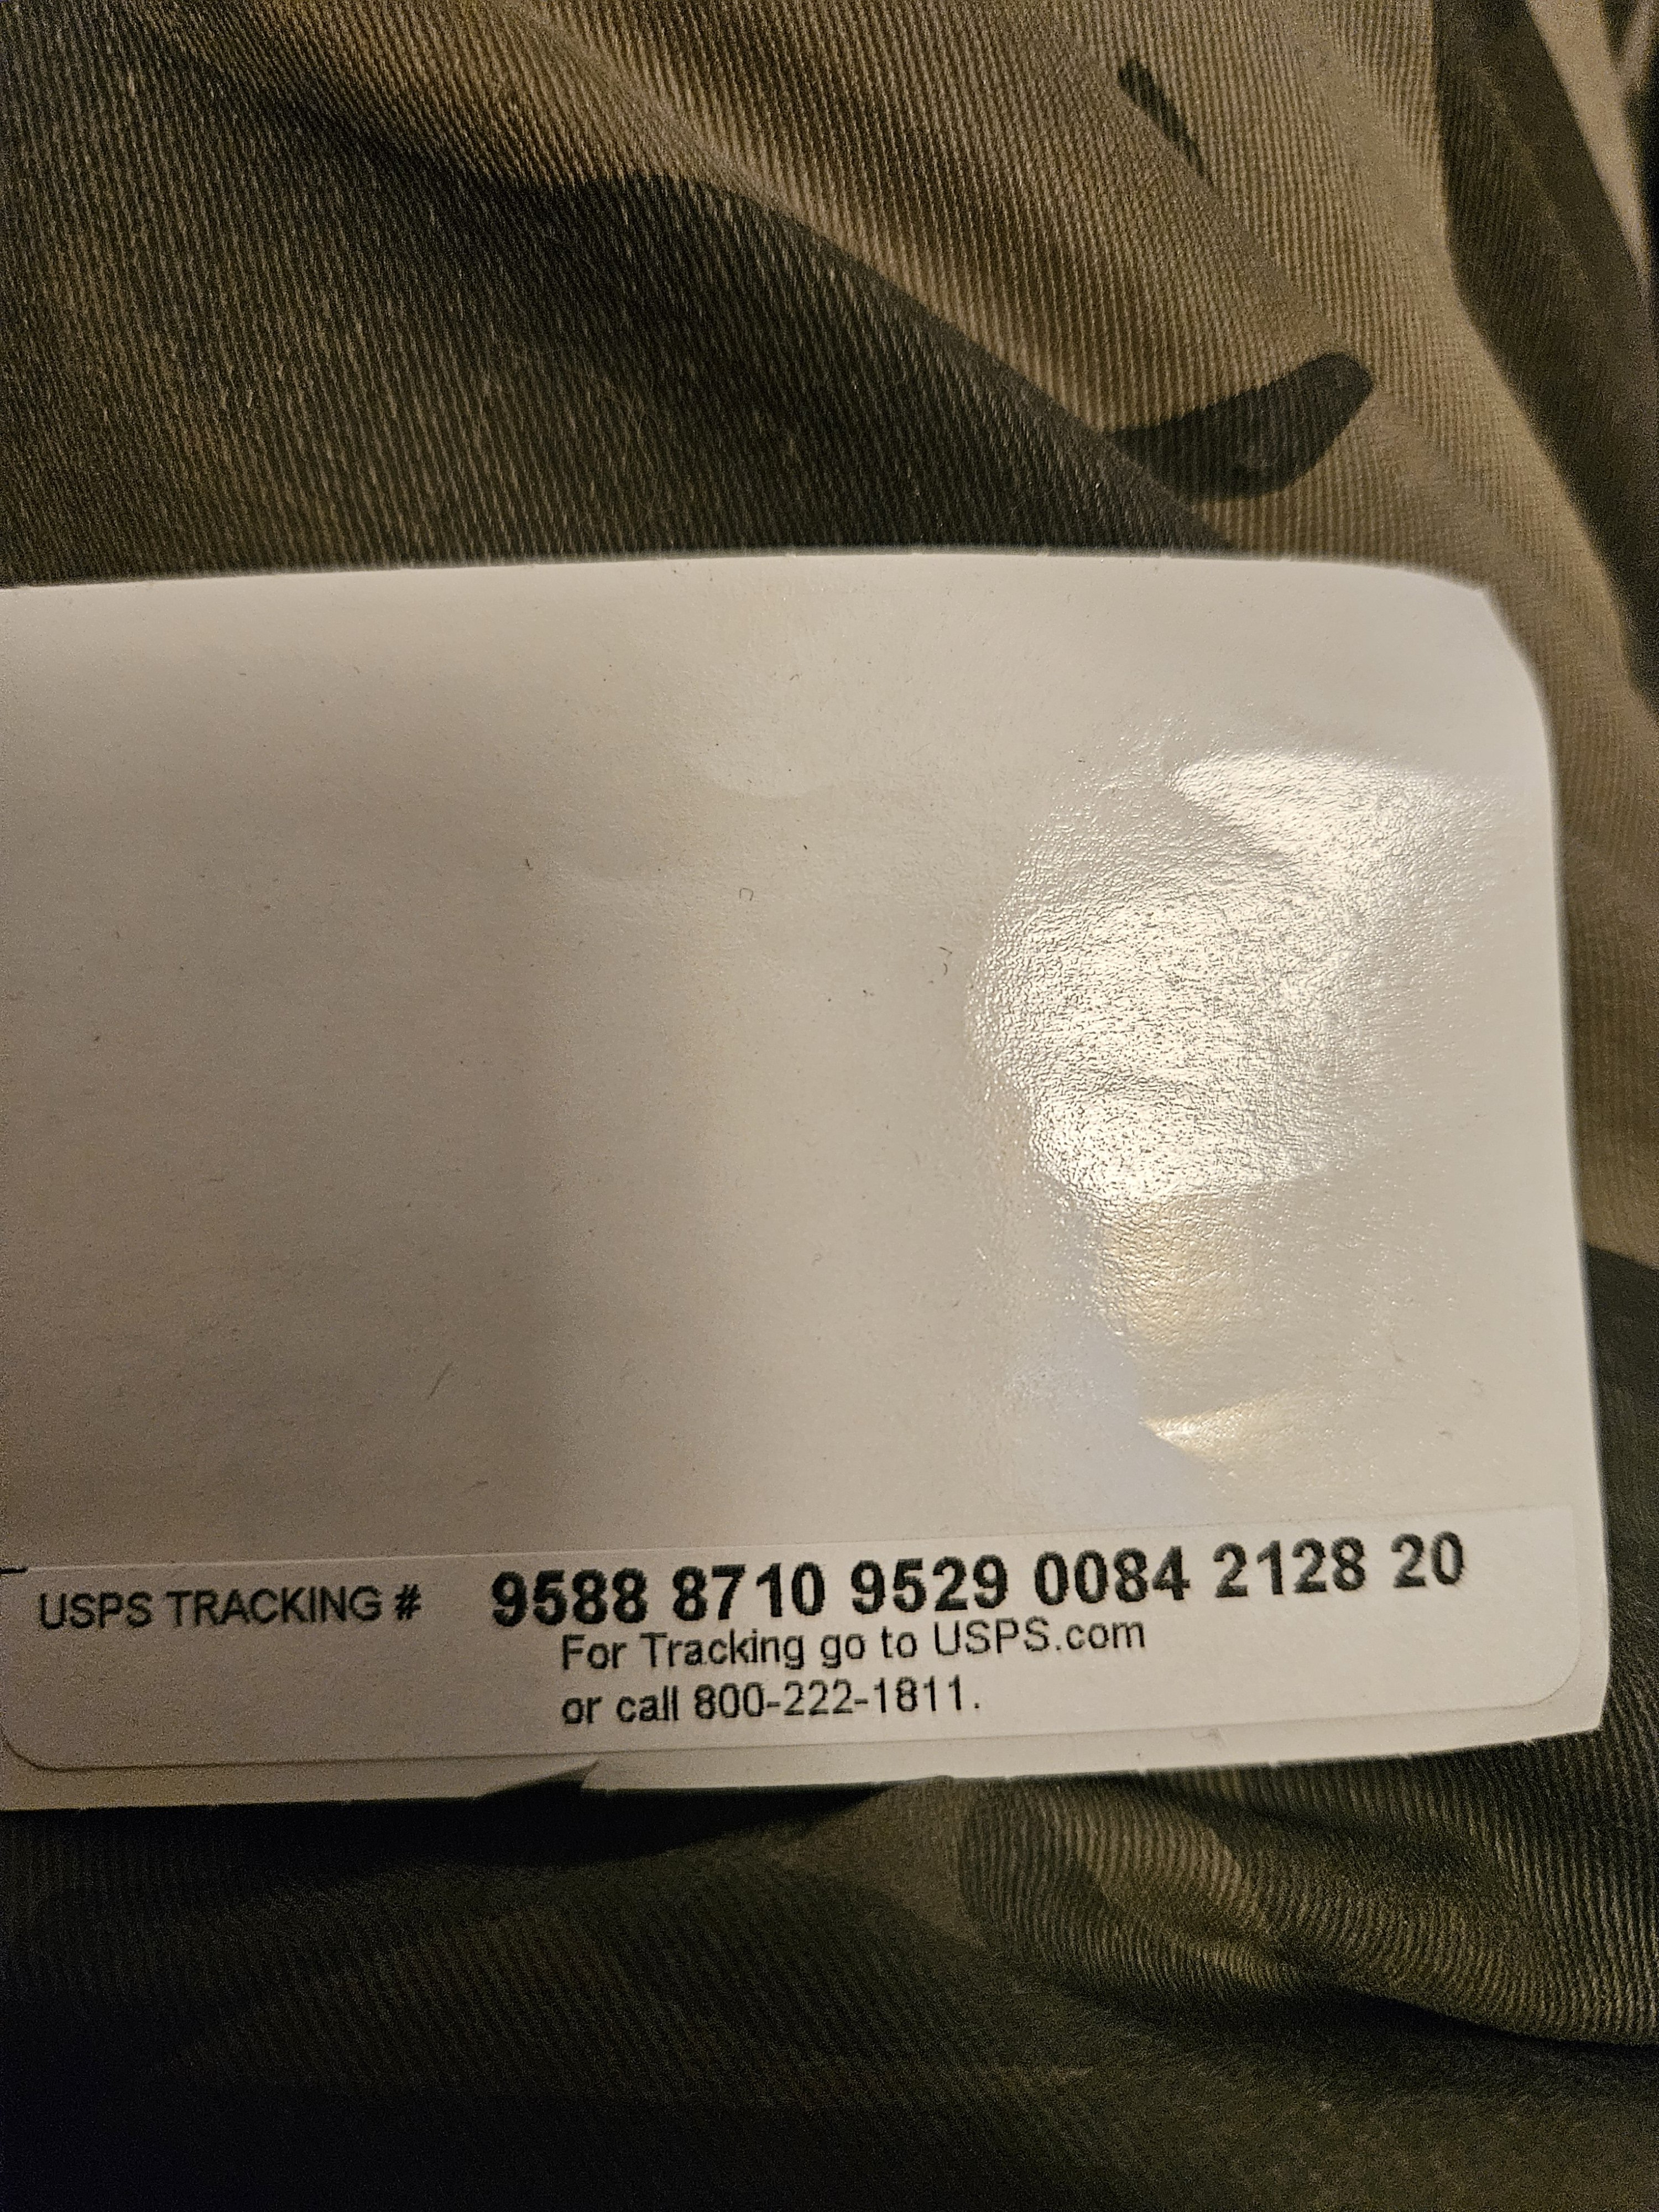 USPS TRACKING # 9588 8710 9529 0084 2128 20
For Tracking go to USPS.com
or call 800-222-1811.